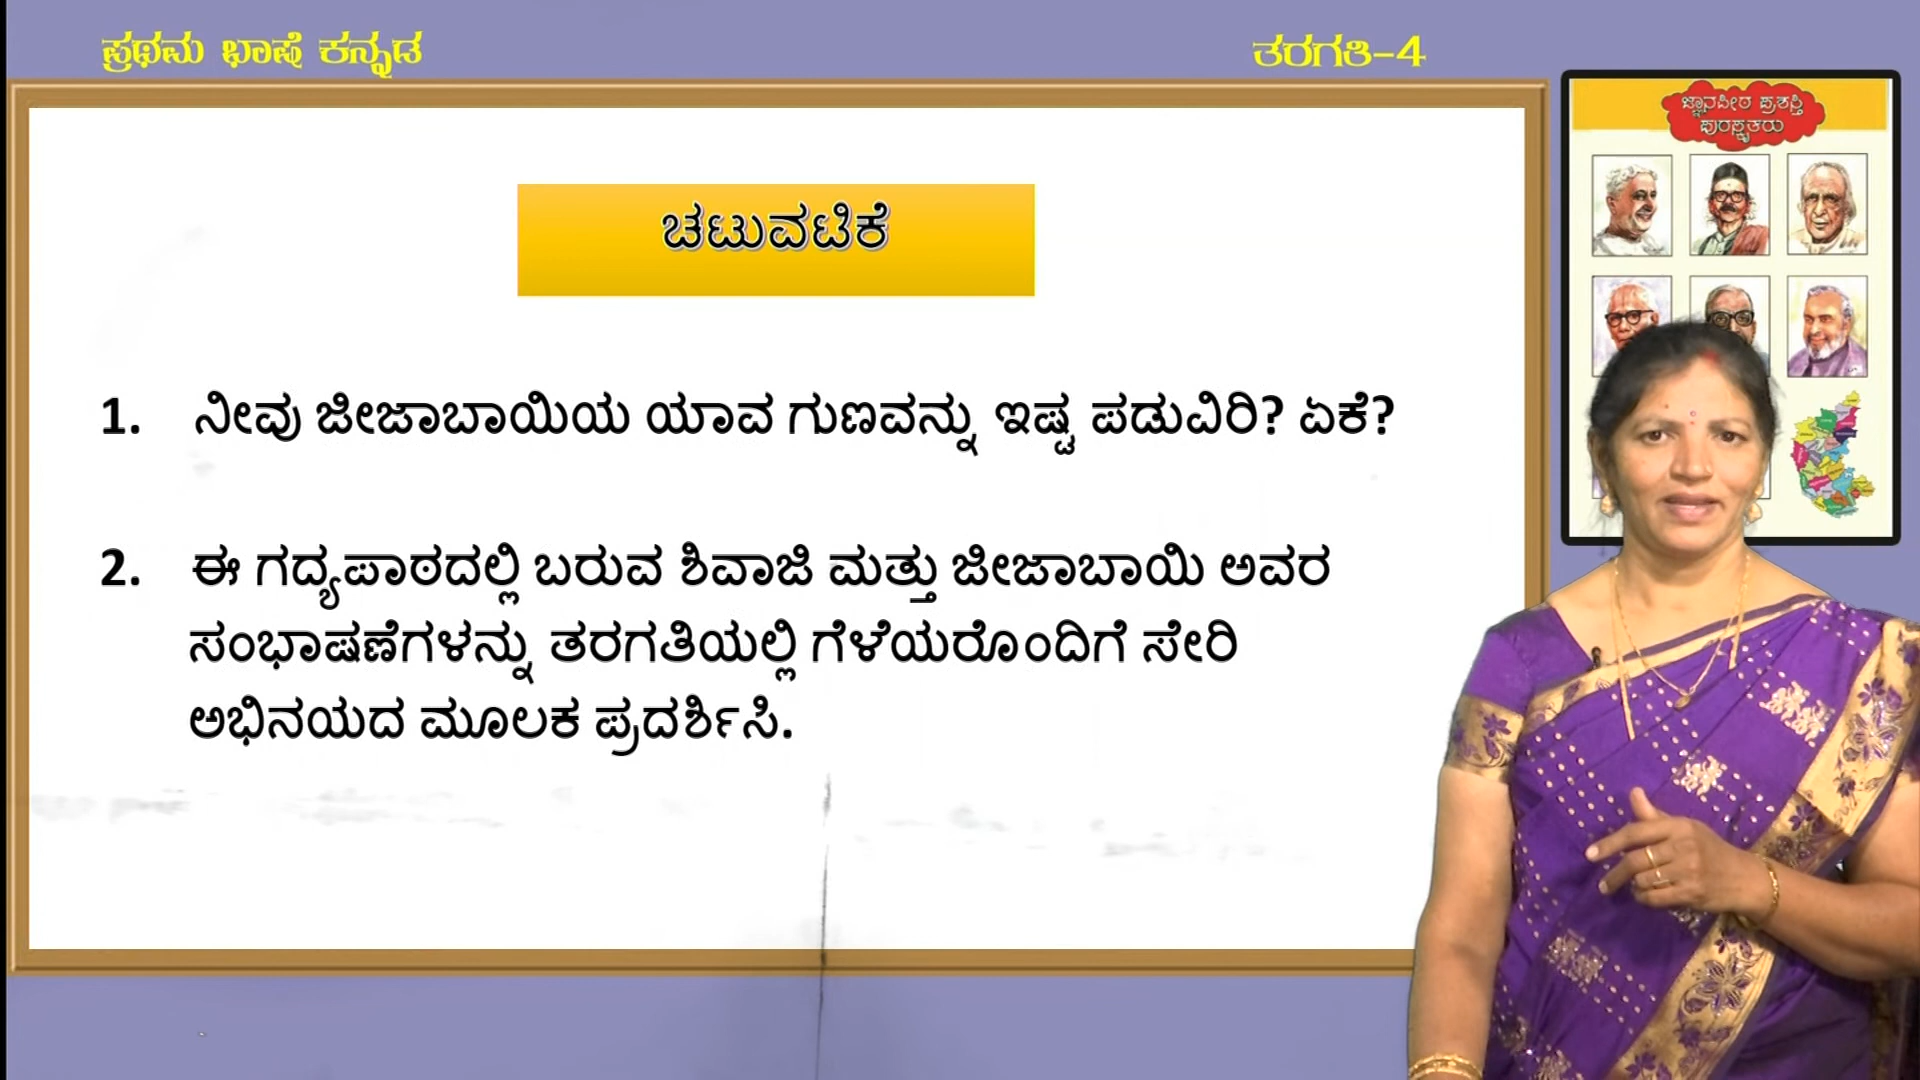 ಪ್ರಥಮ ಭಾಷೆ ಕನ್ನಡ
ತರಗತಿ-4
ಜ್ಞಾನಪೀಠ ಪ್ರಶಸ್ತಿ
ಪುರಸ್ಕೃತರು
ಚಟುವಟಿಕೆ
1. ನೀವು ಜೀಜಾಬಾಯಿಯ ಯಾವ ಗುಣವನ್ನು ಇಷ್ಟ ಪಡುವಿರಿ? ಏಕೆ?
2. ಈ ಗದ್ಯಪಾಠದಲ್ಲಿ ಬರುವ ಶಿವಾಜಿ ಮತ್ತು ಜೀಜಾಬಾಯಿ ಅವರ
ಸಂಭಾಷಣೆಗಳನ್ನು ತರಗತಿಯಲ್ಲಿ ಗೆಳೆಯರೊಂದಿಗೆ ಸೇರಿ
ಅಭಿನಯದ ಮೂಲಕ ಪ್ರದರ್ಶಿಸಿ.